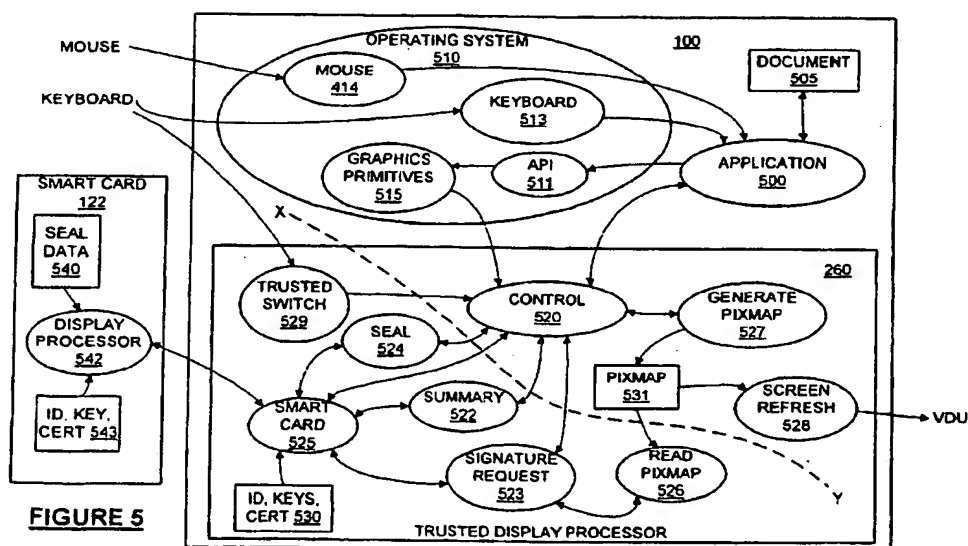 MOUSE
KEYBOARD
OPERATING SYSTEM
510
100
MOUSE
414
KEYBOARD
513
DOCUMENT
505
GRAPHICS
PRIMITIVES
515
API
511
APPLICATION
500
SMART CARD
122
SEAL
DATA
540
DISPLAY
PROCESSOR
542
ID, KEY,
CERT 543
X
260
TRUSTED
SWITCH
529
CONTROL
520
GENERATE
PIXMAP
527
SEAL
524
SUMMARY
522
PIXMAP
531
SCREEN
REFRESH
528
VDU
SMART
CARD
525
SIGNATURE
REQUEST
523
READ
PIXMAP
526
Y
ID, KEYS,
CERT 530
TRUSTED DISPLAY PROCESSOR
FIGURE 5